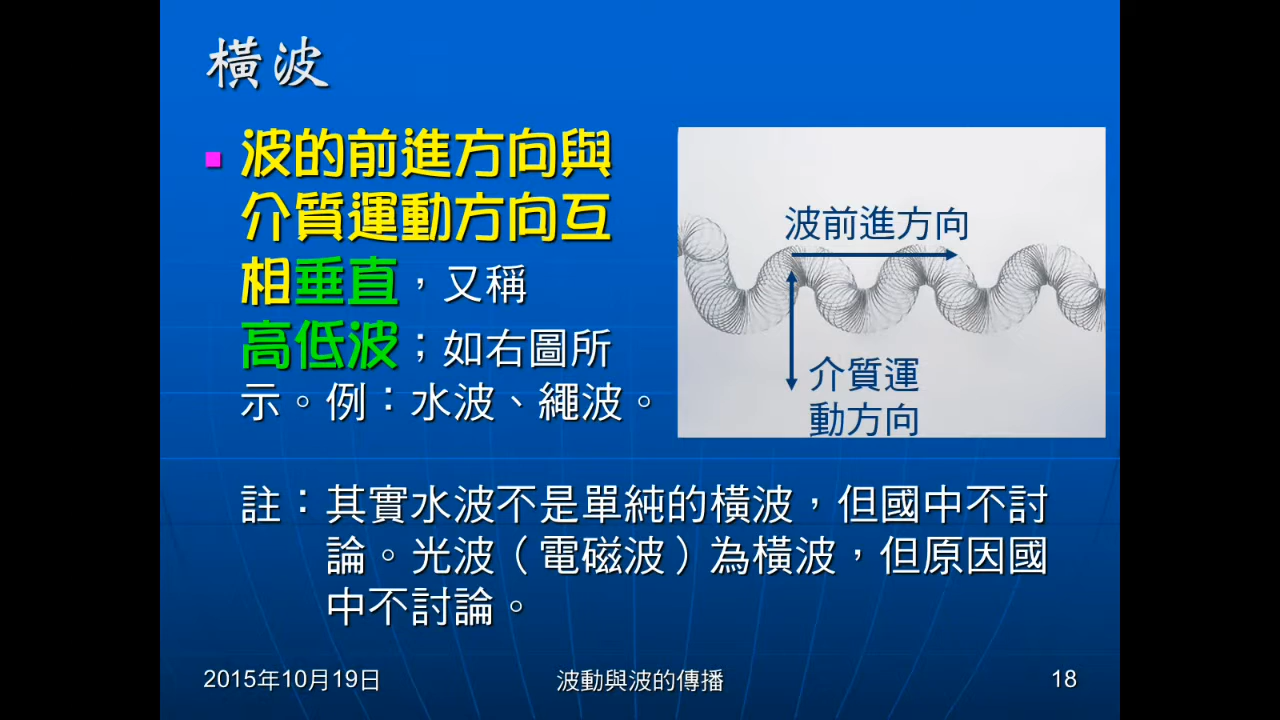 橫波
波的前進方向與
介質運動方向互
相垂直，又稱
高低波；如右圖所
示。例：水波、繩波。
波前進方向
介質運
動方向
註：其實水波不是單純的橫波，但國中不討
論。光波（電磁波）為橫波，但原因國
中不討論。
2015年10月19日
波動與波的傳播
18